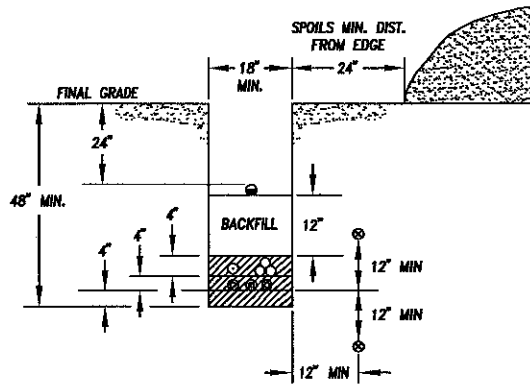 SPOILS MIN. DIST.
FROM EDGE
18"
MIN.
24"
FINAL GRADE
24"
48" MIN.
4"
BACKFILL
12"
4"
12" MIN
12" MIN
12" MIN